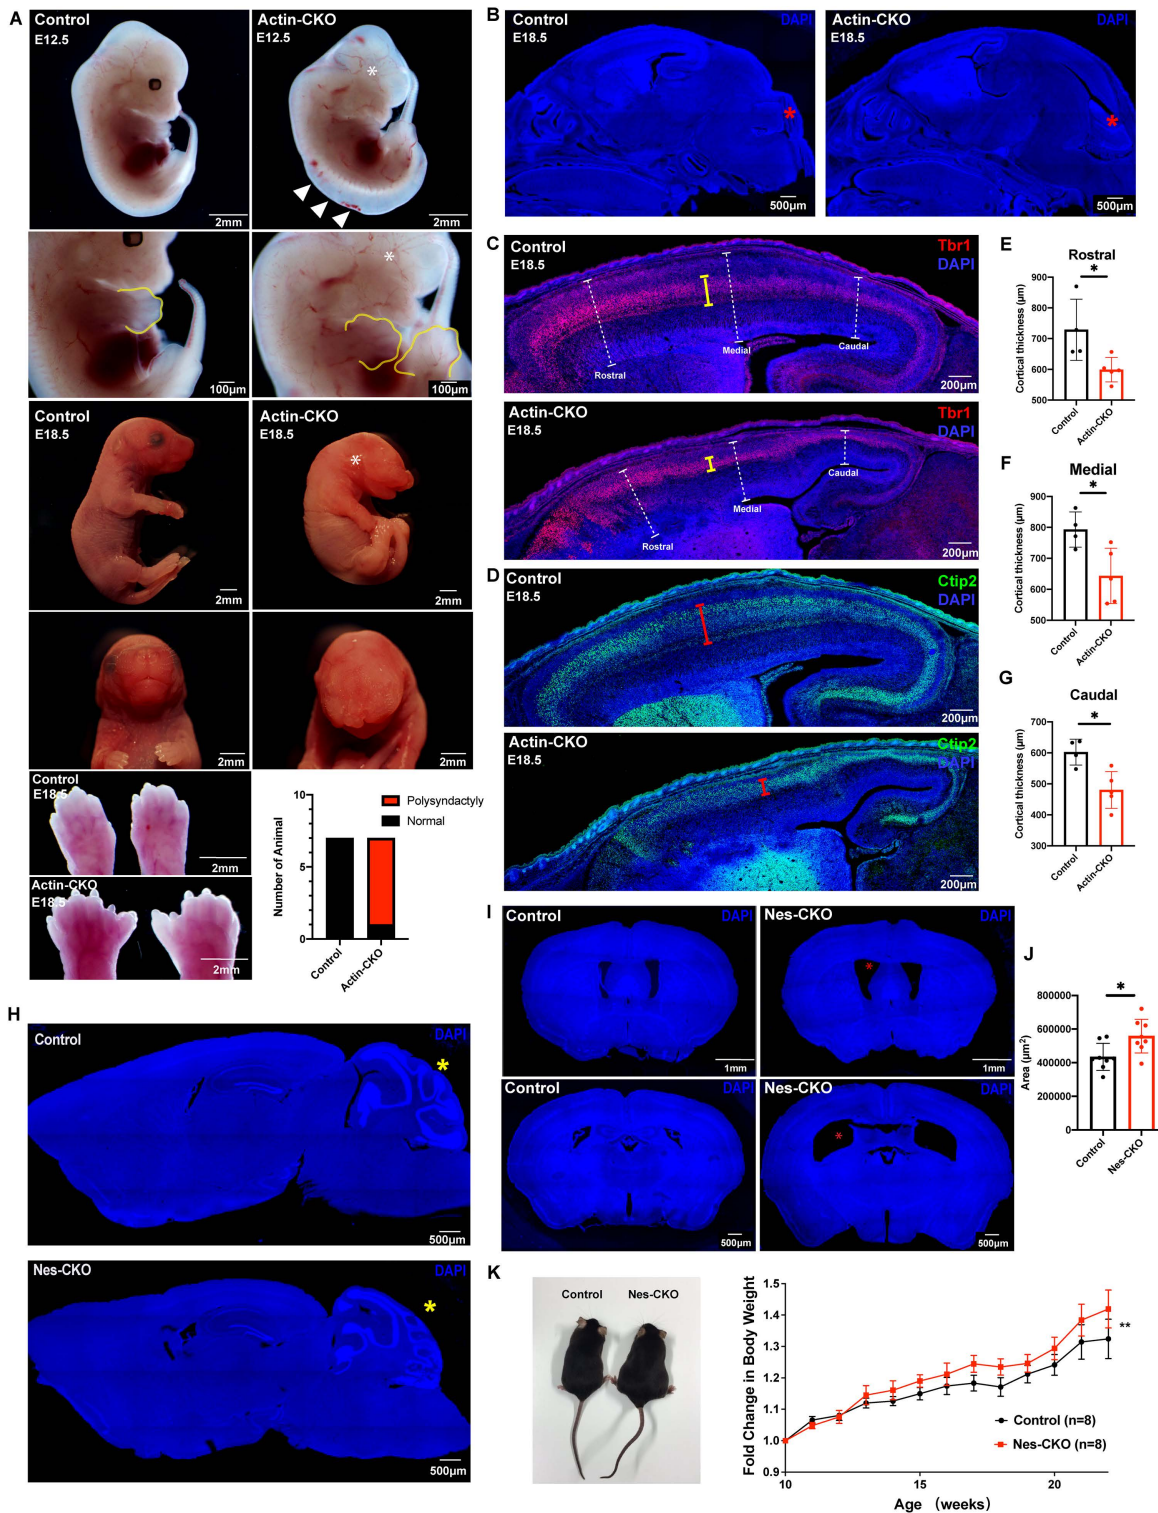 A
Control
E12.5
Actin-CKO
E12.5
2mm
2mm
*
100µm
*
100µm
Control
E18.5
Actin-CKO
E18.5
*
2mm
2mm
2mm
2mm
Control
E18.5
2mm
Actin-CKO
E18.5
2mm
Number of Animal
10
5
0
Polysyndactyly
Normal
Control
Actin-CKO
B
Control
E18.5
DAPI
*
500µm
Actin-CKO
E18.5
DAPI
*
500µm
C
Control
E18.5
Tbr1
DAPI
Rostral
Medial
Caudal
200µm
Actin-CKO
E18.5
Tbr1
DAPI
Rostral
Medial
Caudal
200µm
D
Control
E18.5
Ctip2
DAPI
200µm
Actin-CKO
E18.5
Ctip2
DAPI
200µm
E
Rostral
*
Cortical thickness (µm)
900
800
700
600
500
Control
Actin-CKO
F
Medial
*
Cortical thickness (µm)
900
800
700
600
500
Control
Actin-CKO
G
Caudal
*
Cortical thickness (µm)
700
600
500
400
300
Control
Actin-CKO
H
Control
DAPI
*
500µm
Nes-CKO
DAPI
*
500µm
I
Control
DAPI
1mm
Nes-CKO
DAPI
*
1mm
Control
DAPI
500µm
Nes-CKO
DAPI
*
500µm
J
*
Area (µm²)
800000
600000
400000
200000
0
Control
Nes-CKO
K
Control
Nes-CKO
Fold Change in Body Weight
1.5
1.4
1.3
1.2
1.1
1.0
0.9
**
Control (n=8)
Nes-CKO (n=8)
10
15
20
Age (weeks)